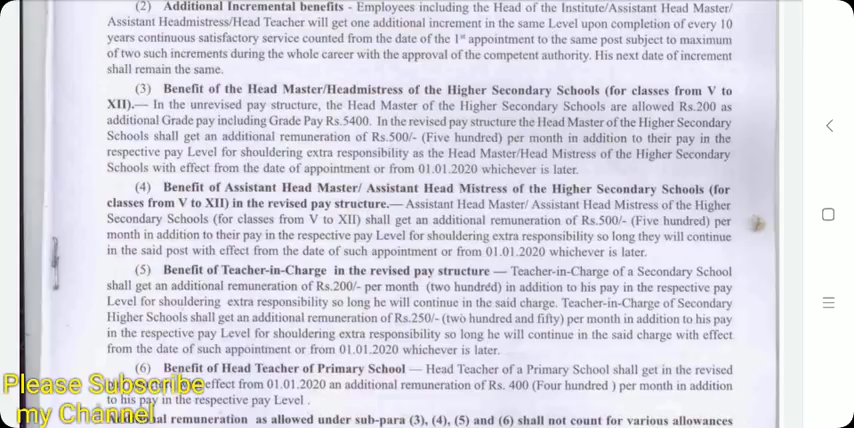 (2) Additional Incremental benefits - Employees including the Head of the Institute/Assistant Head Master/
Assistant Headmistress/Head Teacher will get one additional increment in the same Level upon completion of every 10
years continuous satisfactory service counted from the date of the 1st appointment to the same post subject to maximum
of two such increments during the whole career with the approval of the competent authority. His next date of increment
shall remain the same.
(3) Benefit of the Head Master/Headmistress of the Higher Secondary Schools (for classes from V to
XII).— In the unrevised pay structure, the Head Master of the Higher Secondary Schools are allowed Rs.200 as
additional Grade pay including Grade Pay Rs.5400. In the revised pay structure the Head Master of the Higher Secondary
Schools shall get an additional remuneration of Rs.500/- (Five hundred) per month in addition to their pay in the
respective pay Level for shouldering extra responsibility as the Head Master/Head Mistress of the Higher Secondary
Schools with effect from the date of appointment or from 01.01.2020 whichever is later.
(4) Benefit of Assistant Head Master/ Assistant Head Mistress of the Higher Secondary Schools (for
classes from V to XII) in the revised pay structure.— Assistant Head Master/ Assistant Head Mistress of the Higher
Secondary Schools (for classes from V to XII) shall get an additional remuneration of Rs.500/- (Five hundred) per
month in addition to their pay in the respective pay Level for shouldering extra responsibility so long they will continue
in the said post with effect from the date of such appointment or from 01.01.2020 whichever is later.
(5) Benefit of Teacher-in-Charge in the revised pay structure — Teacher-in-Charge of a Secondary School
shall get an additional remuneration of Rs.200/- per month (two hundred) in addition to his pay in the respective pay
Level for shouldering extra responsibility so long he will continue in the said charge. Teacher-in-Charge of Secondary
Higher Schools shall get an additional remuneration of Rs.250/- (two hundred and fifty) per month in addition to his pay
in the respective pay Level for shouldering extra responsibility so long he will continue in the said charge with effect
from the date of such appointment or from 01.01.2020 whichever is later.
(6) Benefit of Head Teacher of Primary School — Head Teacher of a Primary School shall get in the revised
effect from 01.01.2020 an additional remuneration of Rs. 400 (Four hundred ) per month in addition
to his pay in the respective pay Level .
remuneration as allowed under sub-para (3), (4), (5) and (6) shall not count for various allowances
Please Subscribe
my Channel